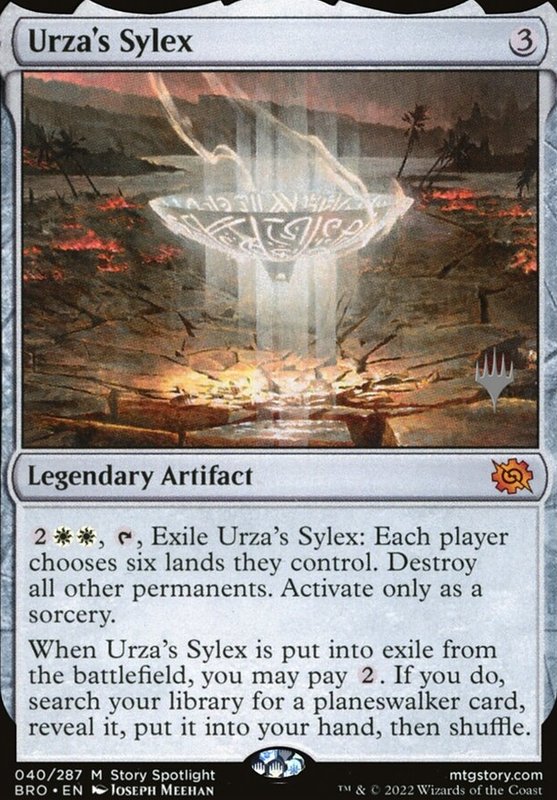 Urza's Sylex 3
Legendary Artifact
2, Exile Urza's Sylex: Each player
chooses six lands they control. Destroy
all other permanents. Activate only as a
sorcery.
When Urza's Sylex is put into exile from
the battlefield, you may pay 2. If you do,
search your library for a planeswalker card,
reveal it, put it into your hand, then shuffle.
040/287 M Story Spotlight mtgstory.com
BRO • EN Joseph Meehan ™ & © 2022 Wizards of the Coast